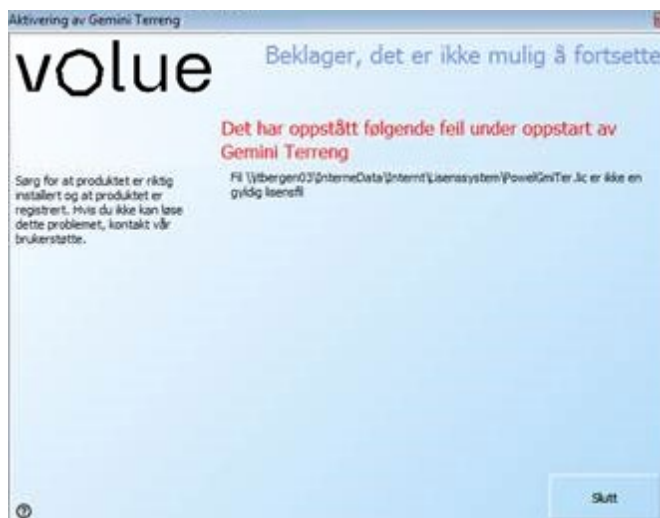 Aktivering av Gemini Terreng
volue
Beklager, det er ikke mulig å fortsette
Det har oppstått følgende feil under oppstart av
Gemini Terreng
Sørg for at produktet er riktig
installert og at produktet er
registrert. Hvis du ikke kan løse
dette problemet, kontakt vår
brukerstøtte.
Fil \\ytbergen03\InterneData\Internt\Lisenssystem\PowelGmiTer.lic er ikke en
gyldig lisensfil
Slutt